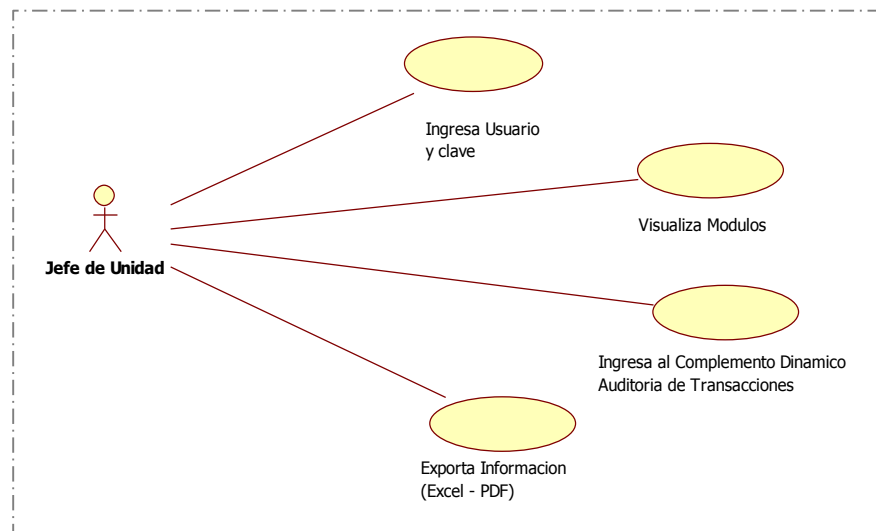 Ingresa Usuario
y clave
Visualiza Modulos
Jefe de Unidad
Ingresa al Complemento Dinamico
Auditoria de Transacciones
Exporta Informacion
(Excel - PDF)